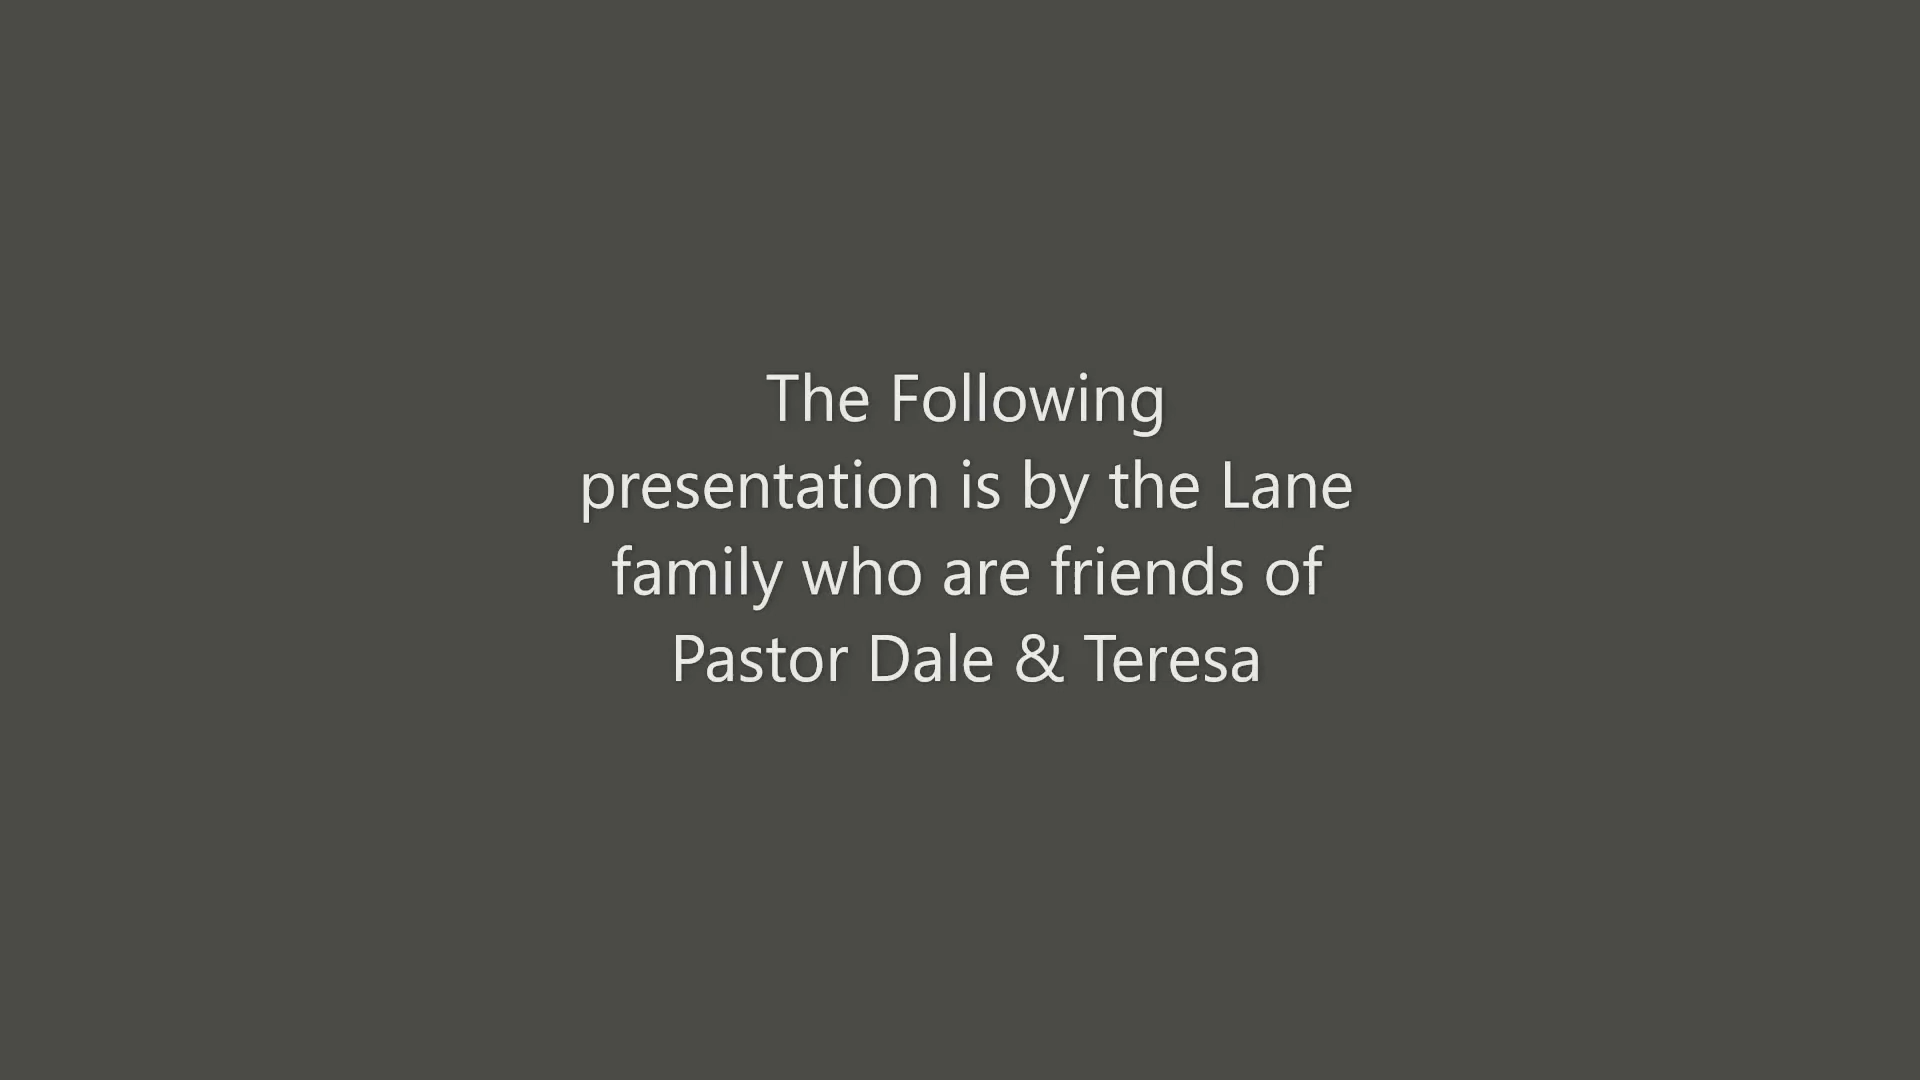 The Following
presentation is by the Lane
family who are friends of
Pastor Dale & Teresa